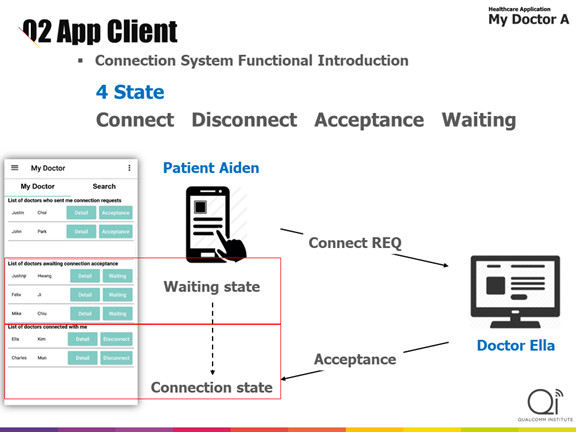 02 App Client
Healthcare Application
My Doctor A
▪ Connection System Functional Introduction
4 State
Connect Disconnect Acceptance Waiting
My Doctor
My Doctor Search
List of doctors who sent me connection requests
Justin Choi Detail Acceptance
John Park Detail Acceptance
List of doctors awaiting connection acceptance
Justing Hwang Detail Waiting
Felix Ji Detail Waiting
Mike Chiu Detail Waiting
List of doctors connected with me
Ella Kim Detail Disconnect
Charles Mun Detail Disconnect
Patient Aiden
Connect REQ
Waiting state
Doctor Ella
Acceptance
Connection state
Qi
QUALCOMM INSTITUTE